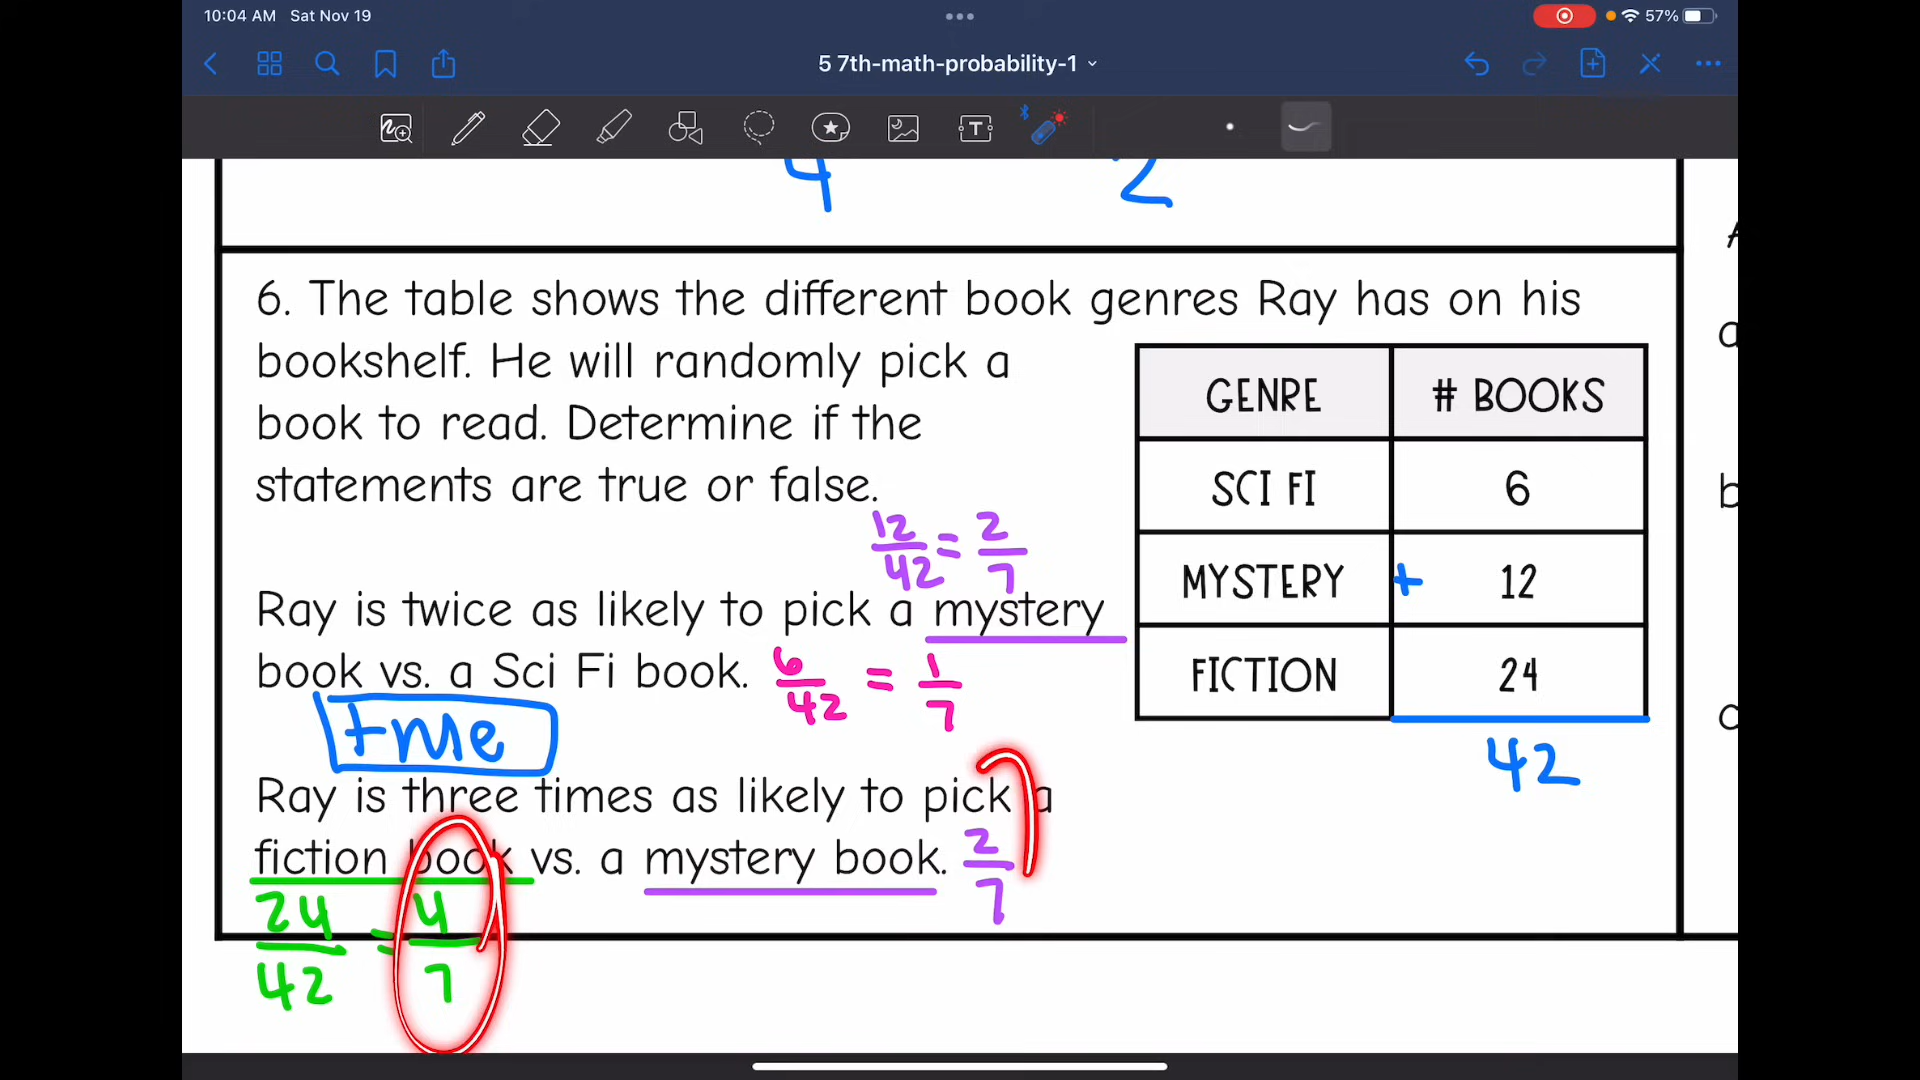 10:04 AM Sat Nov 19
57%
5 7th-math-probability-1
T
4 2
6. The table shows the different book genres Ray has on his
bookshelf. He will randomly pick a
book to read. Determine if the
statements are true or false.
12/42 = 2/7
Ray is twice as likely to pick a mystery
book vs. a Sci Fi book. 6/42 = 1/7
true
Ray is three times as likely to pick a
fiction book vs. a mystery book. 2/7
24/42 = 4/7
GENRE # BOOKS
SCI FI 6
MYSTERY + 12
FICTION 24
42
a
b
c